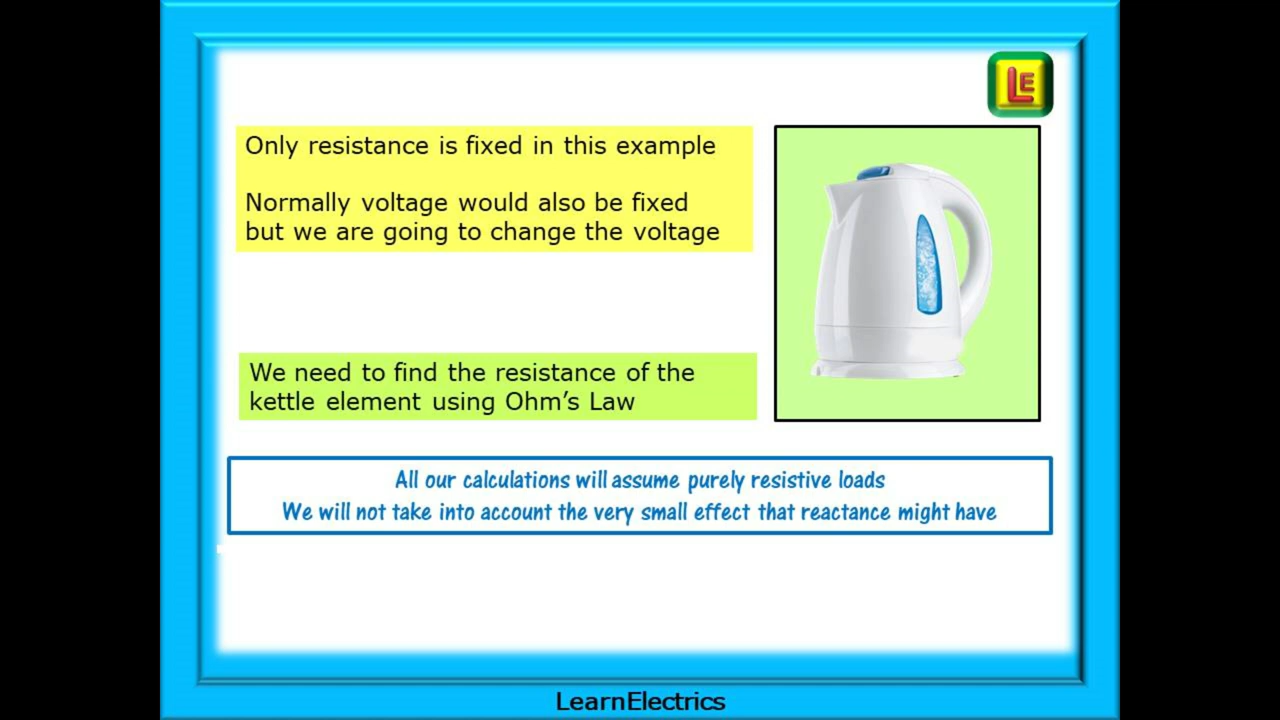 LE
Only resistance is fixed in this example
Normally voltage would also be fixed
but we are going to change the voltage
We need to find the resistance of the
kettle element using Ohm’s Law
All our calculations will assume purely resistive loads
We will not take into account the very small effect that reactance might have
LearnElectrics